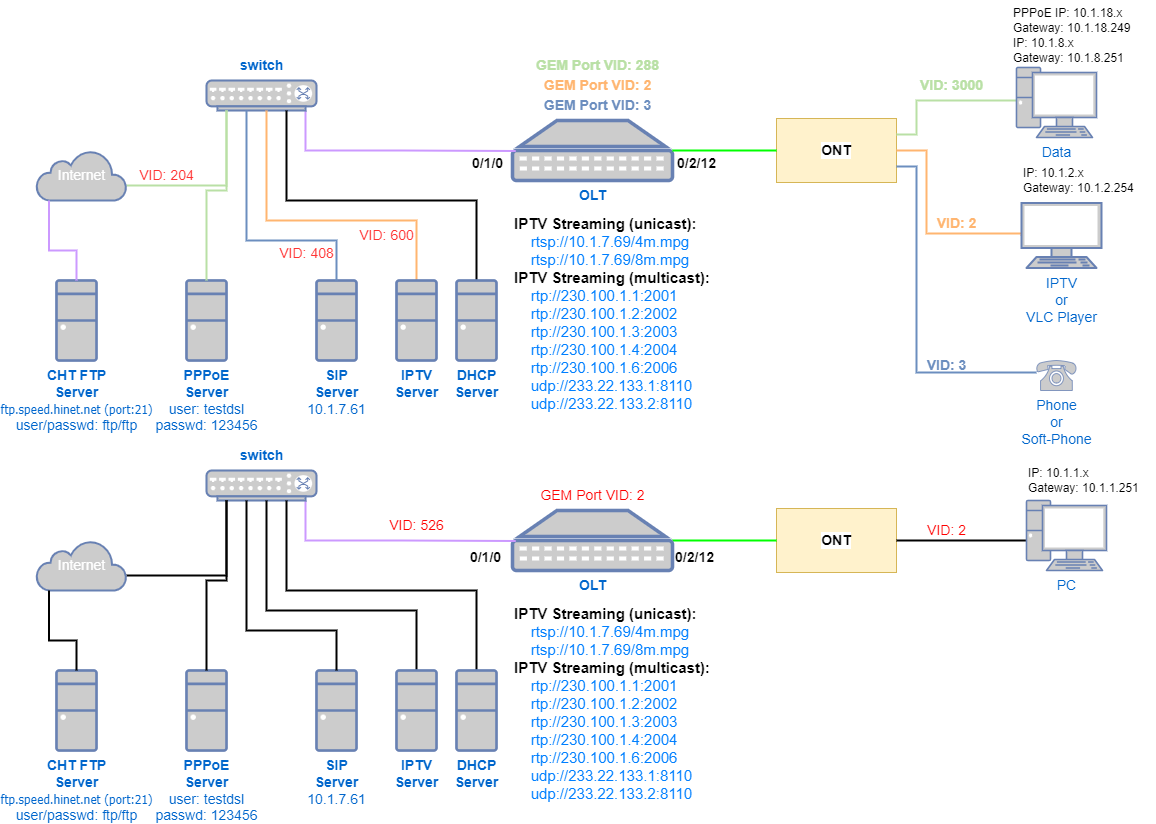 PPPoE IP: 10.1.18.x
Gateway: 10.1.18.249
IP: 10.1.8.x
Gateway: 10.1.8.251
switch
GEM Port VID: 288
GEM Port VID: 2
GEM Port VID: 3
VID: 3000
ONT
0/1/0
0/2/12
OLT
Data
Internet
VID: 204
IP: 10.1.2.x
Gateway: 10.1.2.254
VID: 600
VID: 408
VID: 2
IPTV
or
VLC Player
IPTV Streaming (unicast):
rtsp://10.1.7.69/4m.mpg
rtsp://10.1.7.69/8m.mpg
IPTV Streaming (multicast):
rtp://230.100.1.1:2001
rtp://230.100.1.2:2002
rtp://230.100.1.3:2003
rtp://230.100.1.4:2004
rtp://230.100.1.6:2006
udp://233.22.133.1:8110
udp://233.22.133.2:8110
VID: 3
Phone
or
Soft-Phone
CHT FTP
Server
ftp.speed.hinet.net (port:21)
user/passwd: ftp/ftp
PPPoE
Server
user: testdsl
passwd: 123456
SIP
Server
10.1.7.61
IPTV
Server
DHCP
Server
switch
GEM Port VID: 2
IP: 10.1.1.x
Gateway: 10.1.1.251
VID: 526
0/1/0
0/2/12
OLT
ONT
VID: 2
PC
Internet
IPTV Streaming (unicast):
rtsp://10.1.7.69/4m.mpg
rtsp://10.1.7.69/8m.mpg
IPTV Streaming (multicast):
rtp://230.100.1.1:2001
rtp://230.100.1.2:2002
rtp://230.100.1.3:2003
rtp://230.100.1.4:2004
rtp://230.100.1.6:2006
udp://233.22.133.1:8110
udp://233.22.133.2:8110
CHT FTP
Server
ftp.speed.hinet.net (port:21)
user/passwd: ftp/ftp
PPPoE
Server
user: testdsl
passwd: 123456
SIP
Server
10.1.7.61
IPTV
Server
DHCP
Server